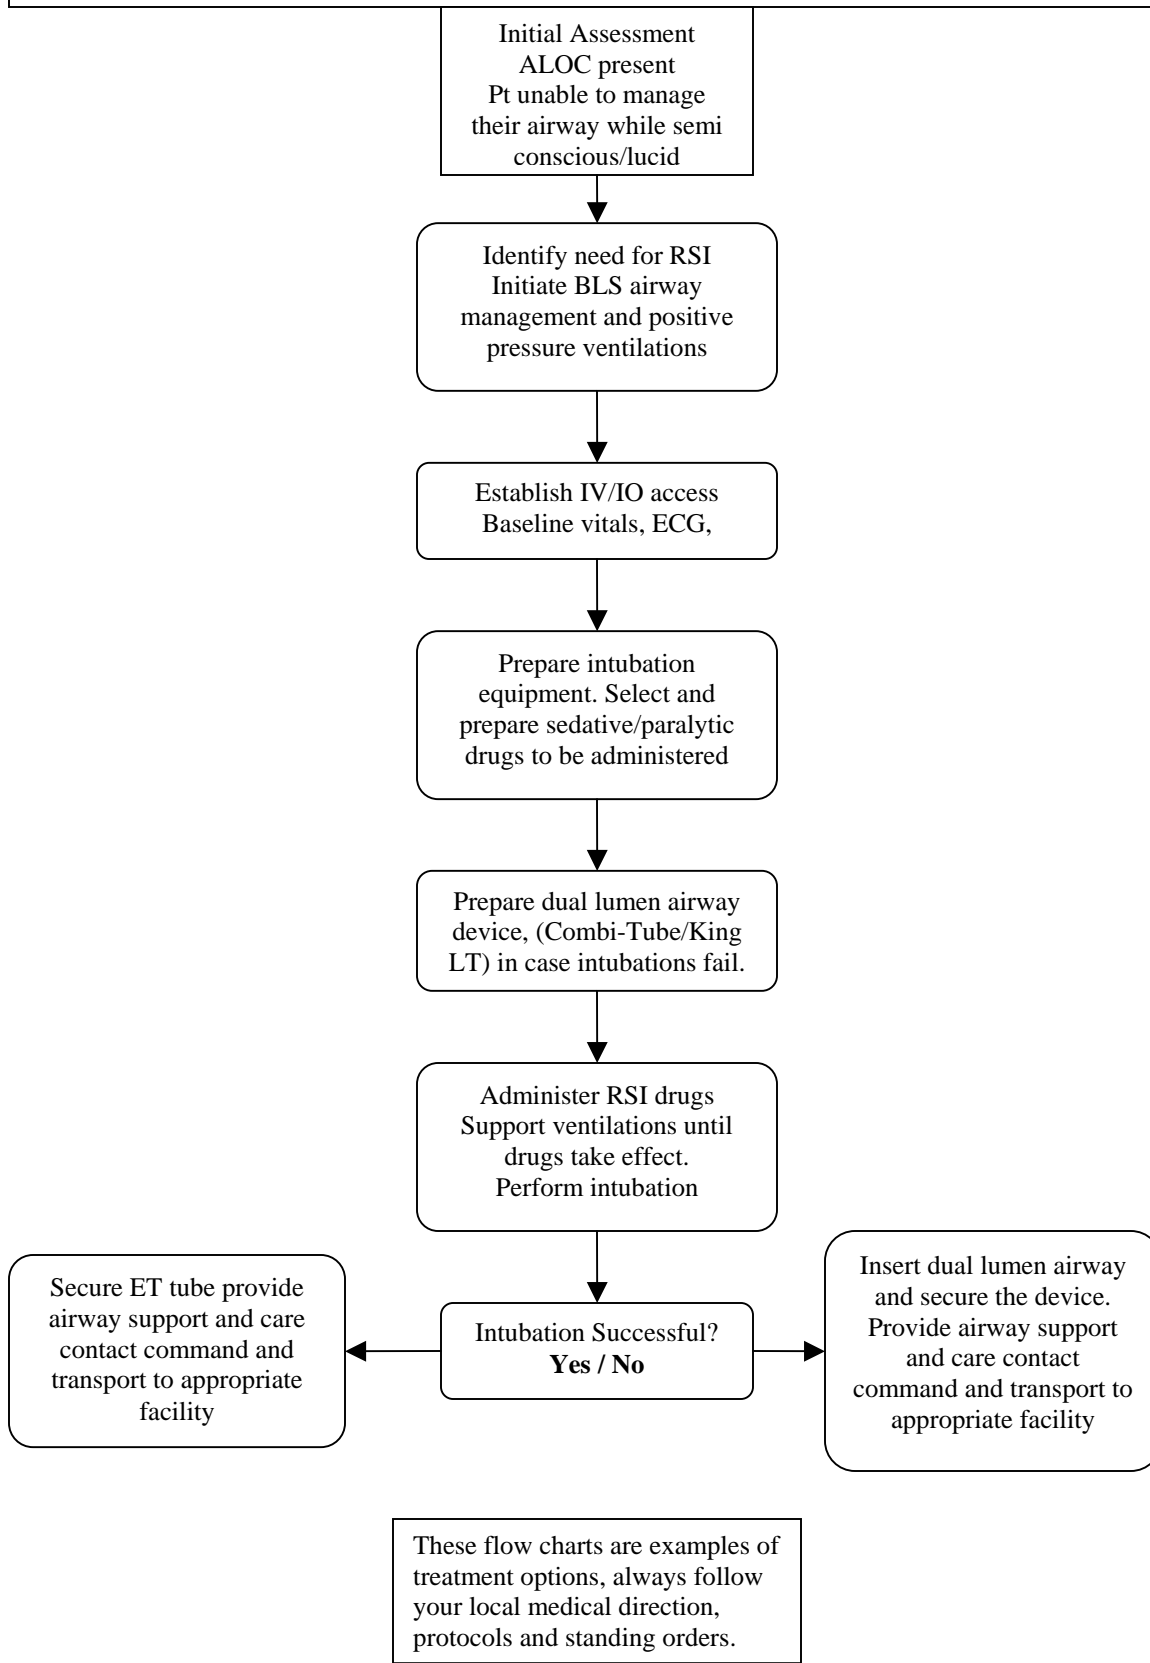 Initial Assessment
ALOC present
Pt unable to manage
their airway while semi
conscious/lucid
Identify need for RSI
Initiate BLS airway
management and positive
pressure ventilations
Establish IV/IO access
Baseline vitals, ECG,
Prepare intubation
equipment. Select and
prepare sedative/paralytic
drugs to be administered
Prepare dual lumen airway
device, (Combi-Tube/King
LT) in case intubations fail.
Administer RSI drugs
Support ventilations until
drugs take effect.
Perform intubation
Intubation Successful?
Yes / No
Secure ET tube provide
airway support and care
contact command and
transport to appropriate
facility
Insert dual lumen airway
and secure the device.
Provide airway support
and care contact
command and transport to
appropriate facility
These flow charts are examples of
treatment options, always follow
your local medical direction,
protocols and standing orders.